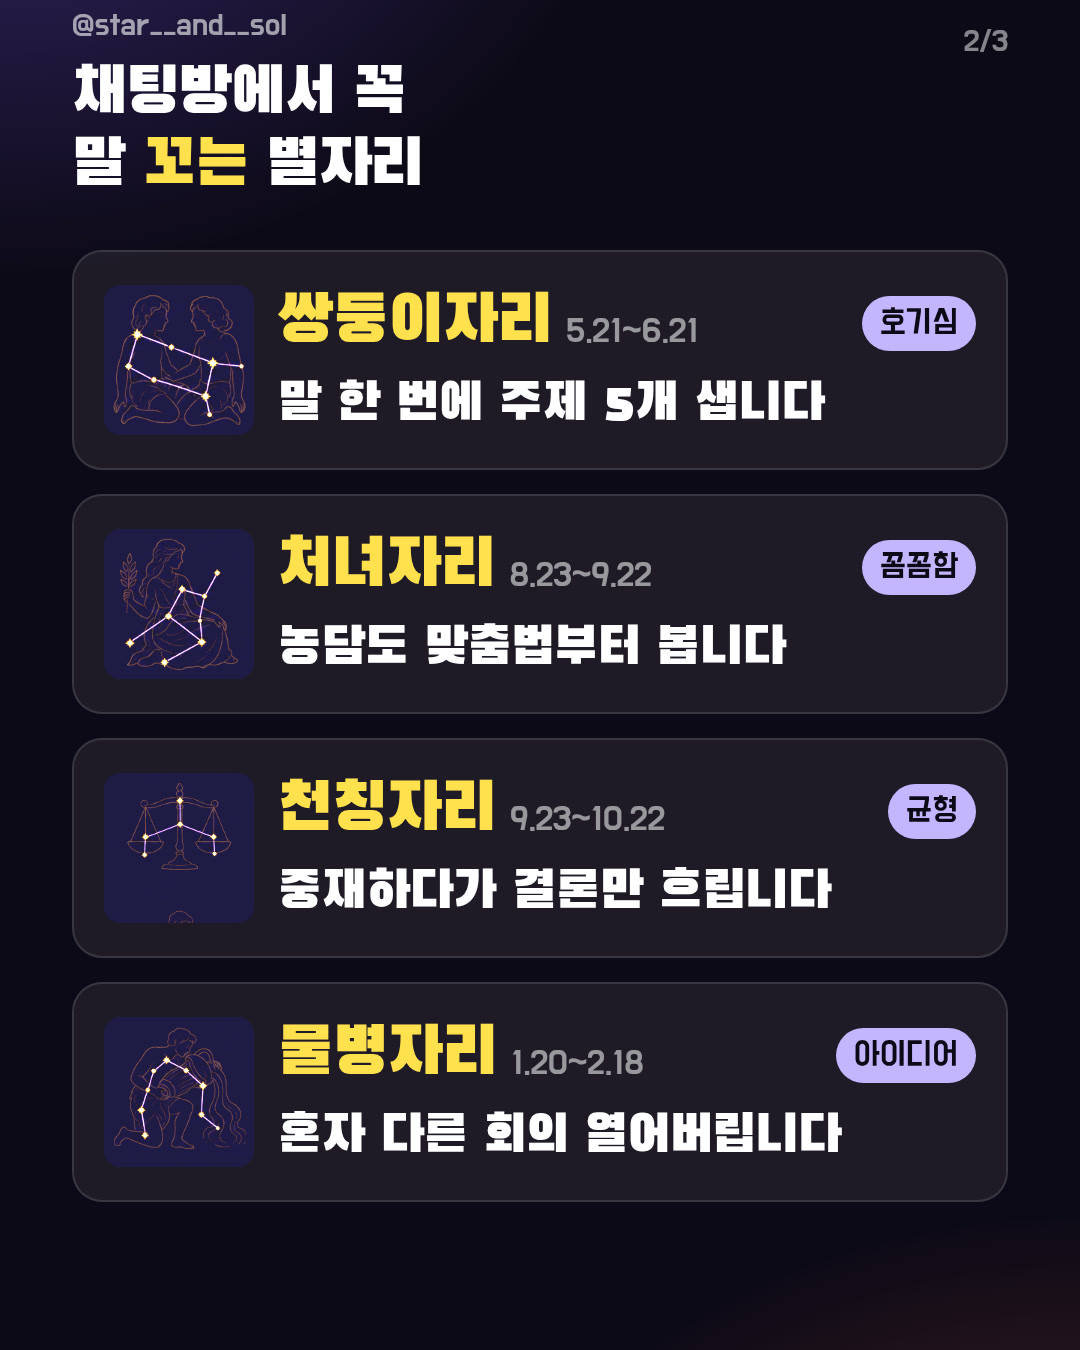 @star__and__sol
2/3
채팅방에서 꼭
말 꼬는 별자리
쌍둥이자리 5.21~6.21
호기심
말 한 번에 주제 5개 샙니다
처녀자리 8.23~9.22
꼼꼼함
농담도 맞춤법부터 봅니다
천칭자리 9.23~10.22
균형
중재하다가 결론만 흐립니다
물병자리 1.20~2.18
아이디어
혼자 다른 회의 열어버립니다